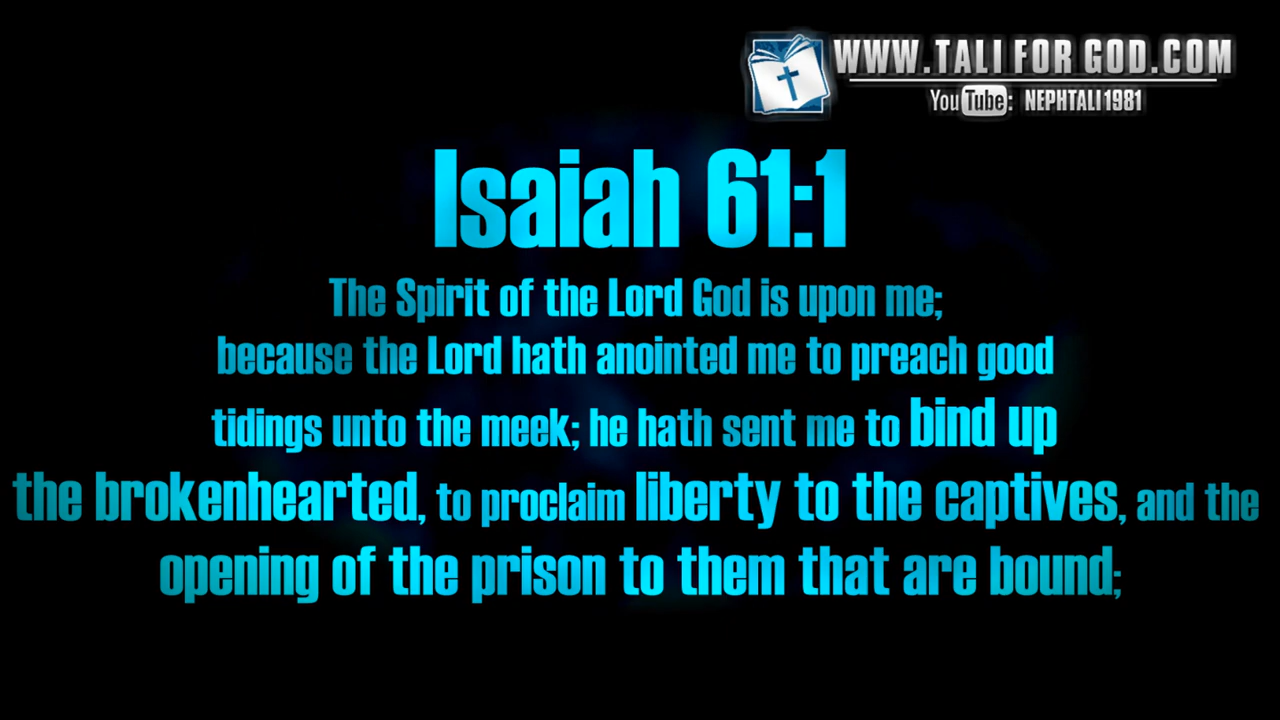 WWW.TALI FOR GOD.COM
YouTube: NEPHTALI1981
Isaiah 61:1
The Spirit of the Lord God is upon me;
because the Lord hath anointed me to preach good
tidings unto the meek; he hath sent me to bind up
the brokenhearted, to proclaim liberty to the captives, and the
opening of the prison to them that are bound;